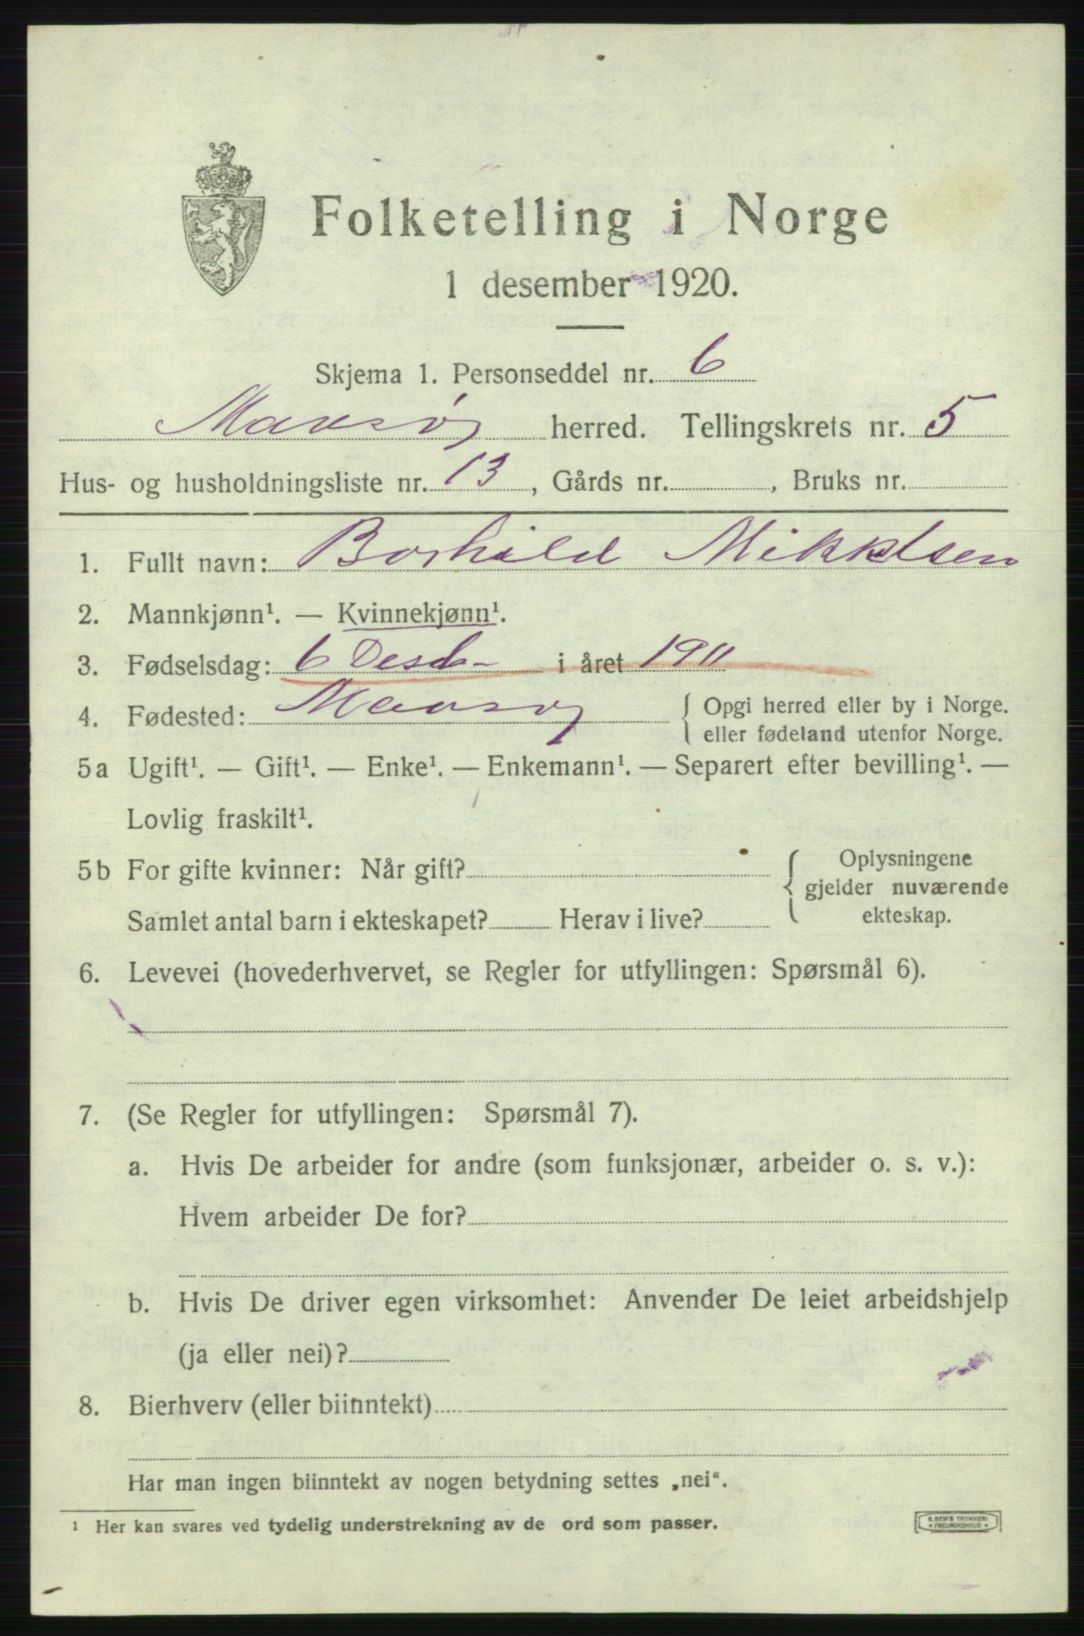 Folketelling i Norge
1 desember 1920.
Skjema 1. Personseddel nr. 6
Maasøy herred. Tellingskrets nr. 5
Hus- og husholdningsliste nr. 13, Gårds nr. , Bruks nr.
1. Fullt navn: Borhild Mikkelsen
2. Mannkjønn¹. — Kvinnekjønn¹.
3. Fødselsdag: 6 Desbr i året 1911
4. Fødested: Maasøy { Opgi herred eller by i Norge.
eller fødeland utenfor Norge.
5 a Ugift¹. — Gift¹. — Enke¹. — Enkemann¹. — Separert efter bevilling¹. —
Lovlig fraskilt¹.
5 b For gifte kvinner: Når gift?
Oplysningene
gjelder nuværende
ekteskap.
Samlet antal barn i ekteskapet? Herav i live?
6. Levevei (hovederhvervet, se Regler for utfyllingen: Spørsmål 6).
7. (Se Regler for utfyllingen: Spørsmål 7).
a. Hvis De arbeider for andre (som funksjonær, arbeider o. s. v.):
Hvem arbeider De for?
b. Hvis De driver egen virksomhet: Anvender De leiet arbeidshjelp
(ja eller nei)?
8. Bierhverv (eller biinntekt)
Har man ingen biinntekt av nogen betydning settes „nei“.
¹ Her kan svares ved tydelig understrekning av de ord som passer.